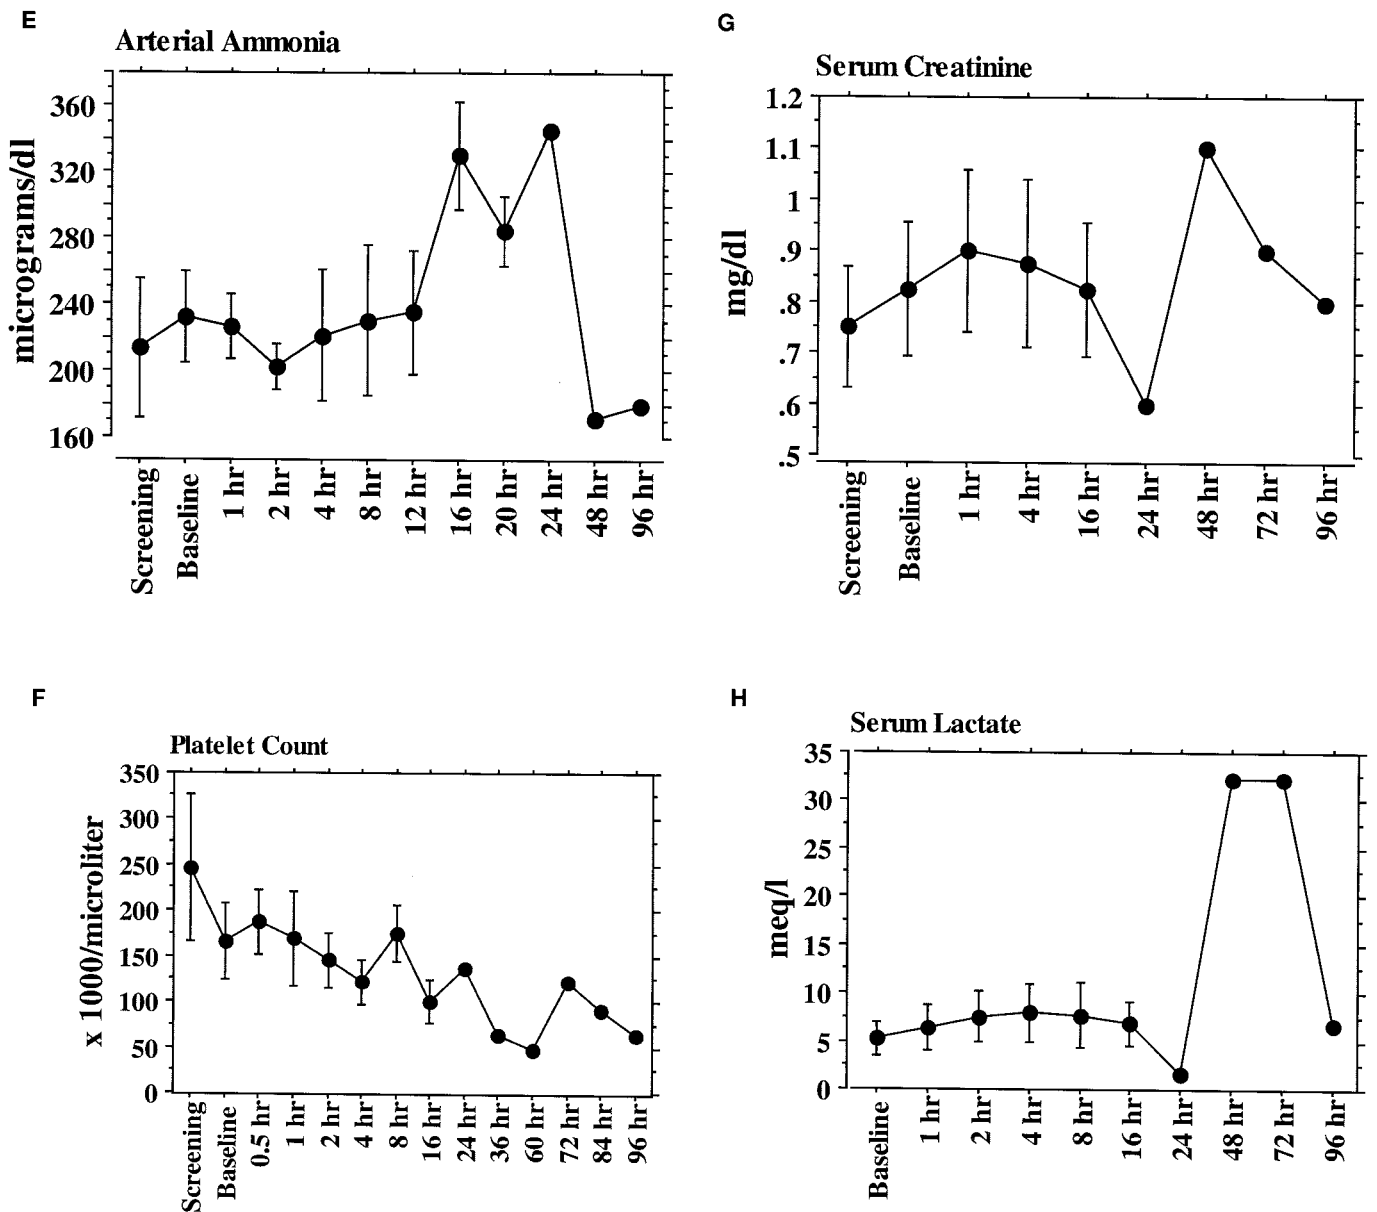 E
Arterial Ammonia
micrograms/dl
360
320
280
240
200
160
Screening
Baseline
1 hr
2 hr
4 hr
8 hr
12 hr
16 hr
20 hr
24 hr
48 hr
96 hr
G
Serum Creatinine
mg/dl
1.2
1.1
1
.9
.8
.7
.6
.5
Screening
Baseline
1 hr
4 hr
16 hr
24 hr
48 hr
72 hr
96 hr
F
Platelet Count
x 1000/microliter
350
300
250
200
150
100
50
0
Screening
Baseline
0.5 hr
1 hr
2 hr
4 hr
8 hr
16 hr
24 hr
36 hr
60 hr
72 hr
84 hr
96 hr
H
Serum Lactate
meq/l
35
30
25
20
15
10
5
0
Baseline
1 hr
2 hr
4 hr
8 hr
16 hr
24 hr
48 hr
72 hr
96 hr